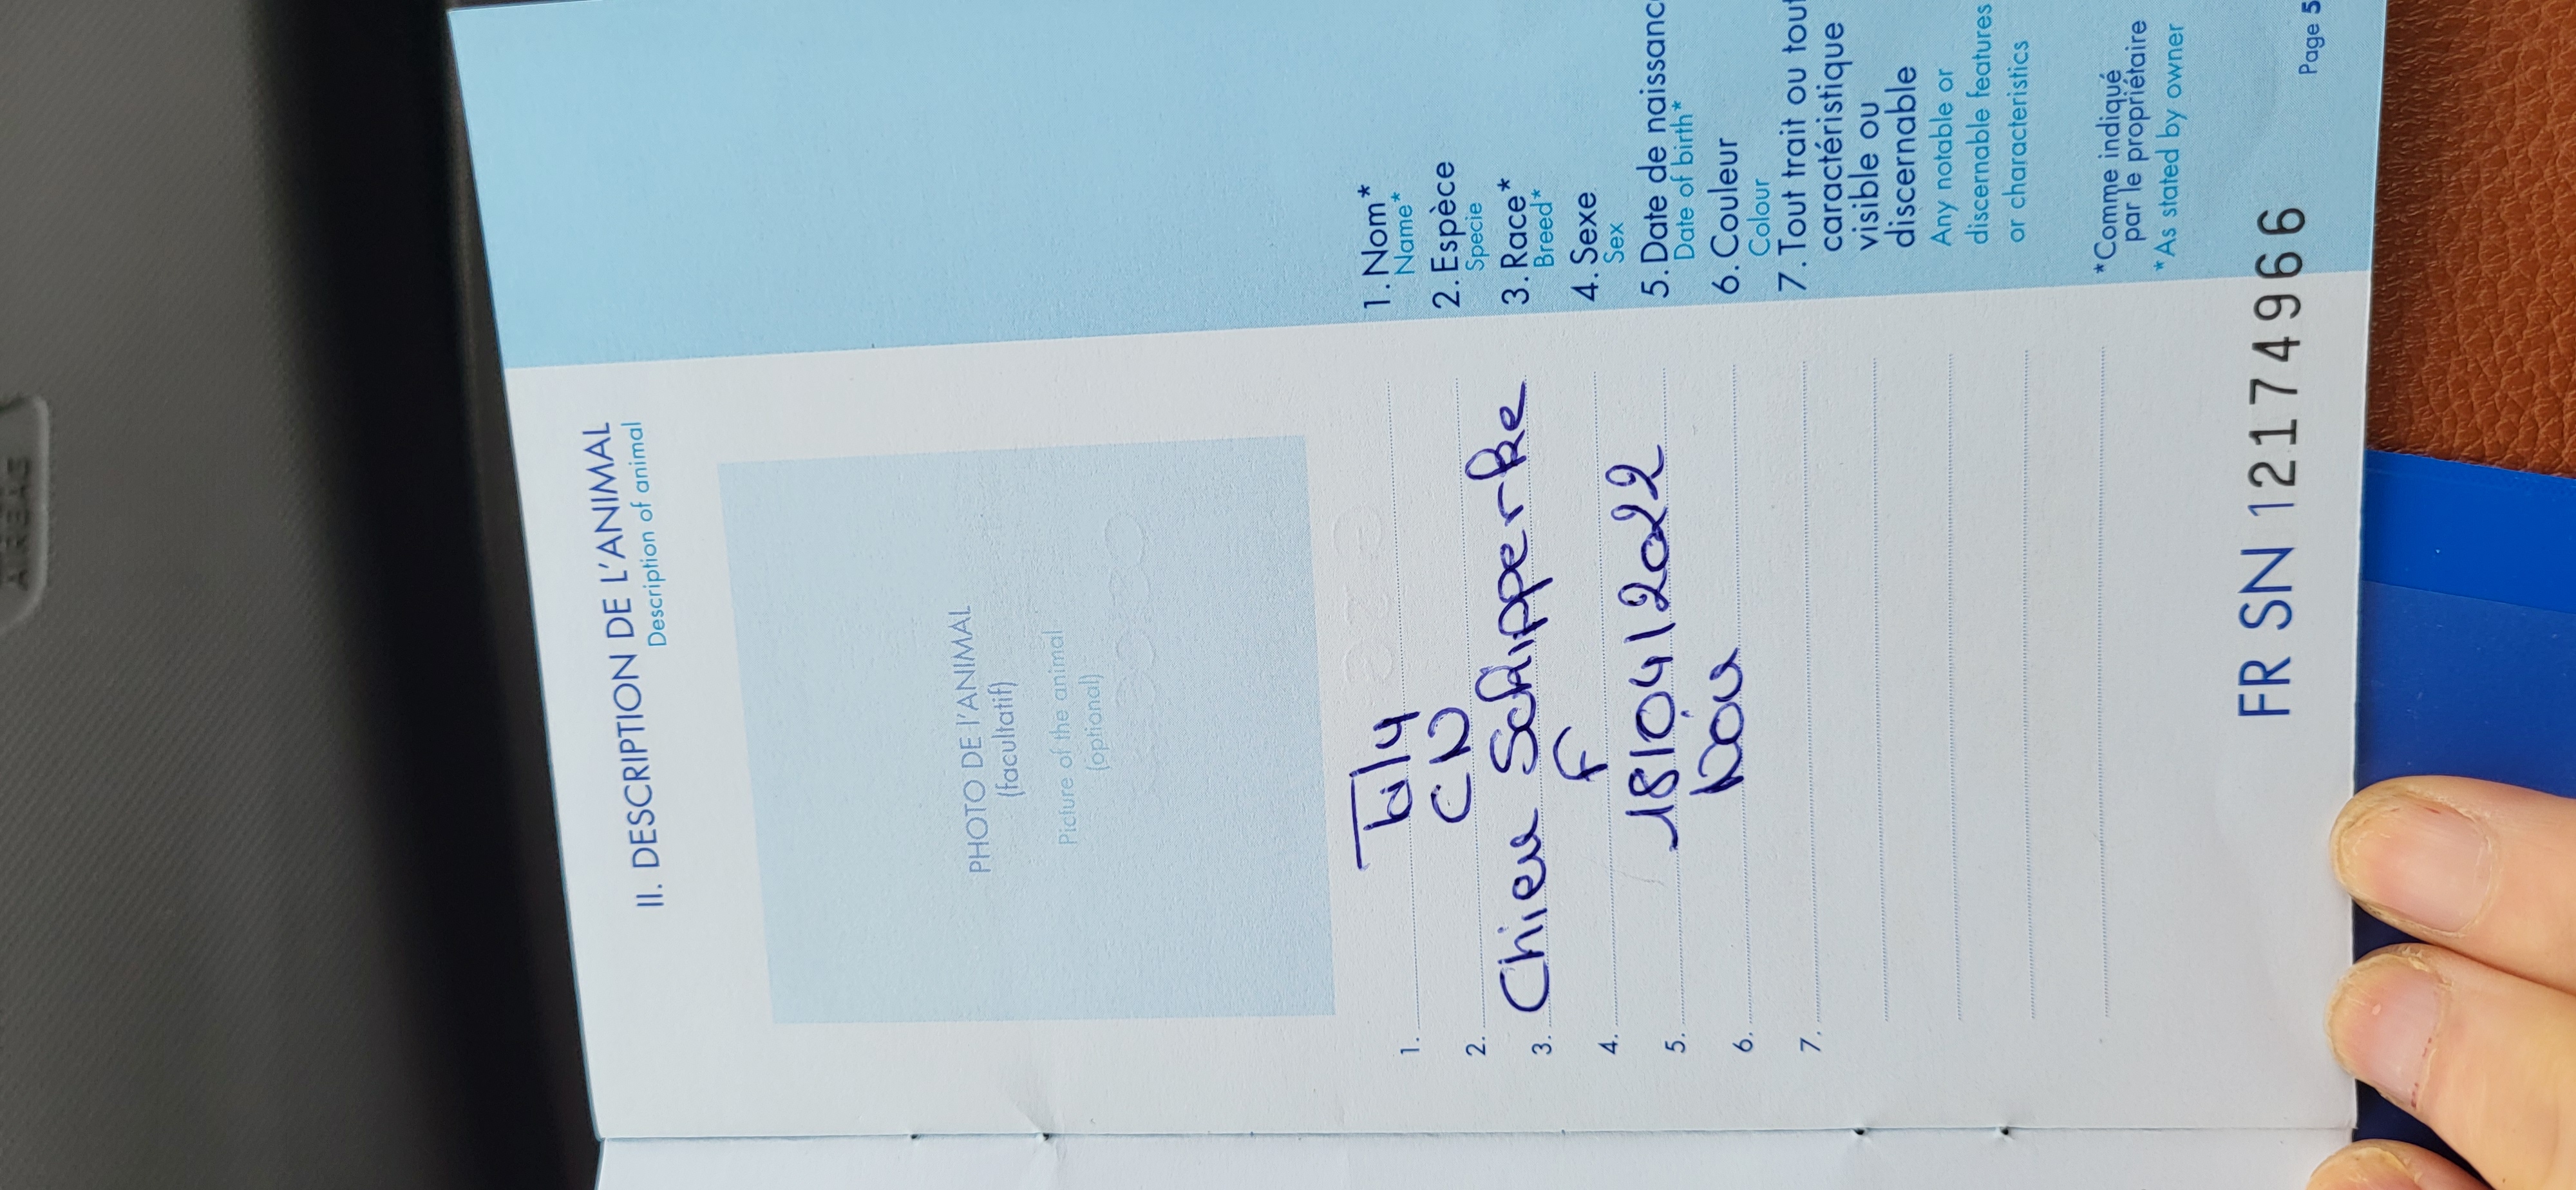 II. DESCRIPTION DE L'ANIMAL
Description of animal
PHOTO DE l'ANIMAL
(facultatif)
Picture of the animal
(optional)
1. Nom*
Name*
2. Espèce
Specie
3. Race*
Breed*
4. Sexe
Sex
5. Date de naissanc
Date of birth*
6. Couleur
Colour
7. Tout trait ou tout
caractéristique
visible ou
discernable
Any notable or
discernable features
or characteristics
*Comme indiqué
par le propriétaire
*As stated by owner
1.
2. CN
3. Chien Schipperke
4. F
5. 18/04/2022
6. Noir
7.
FR SN 12174966
Page 5
AREAS